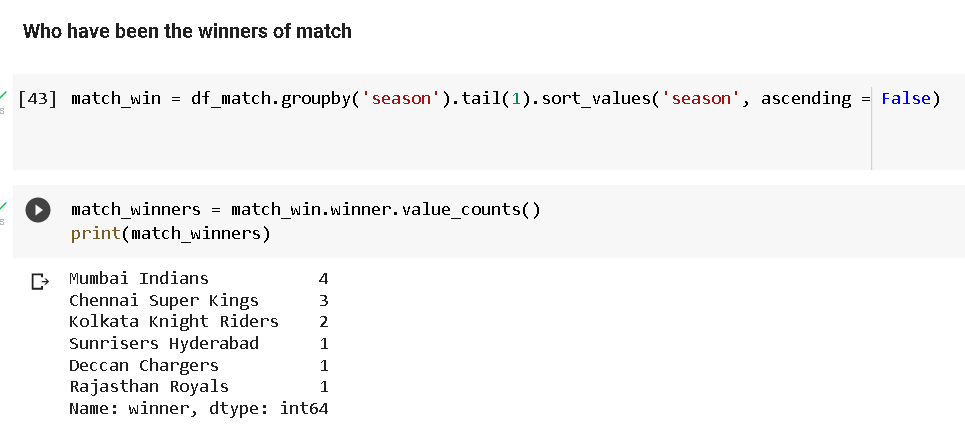 Who have been the winners of match
[43] match_win = df_match.groupby('season').tail(1).sort_values('season', ascending = False)
match_winners = match_win.winner.value_counts()
print(match_winners)
Mumbai Indians 4
Chennai Super Kings 3
Kolkata Knight Riders 2
Sunrisers Hyderabad 1
Deccan Chargers 1
Rajasthan Royals 1
Name: winner, dtype: int64